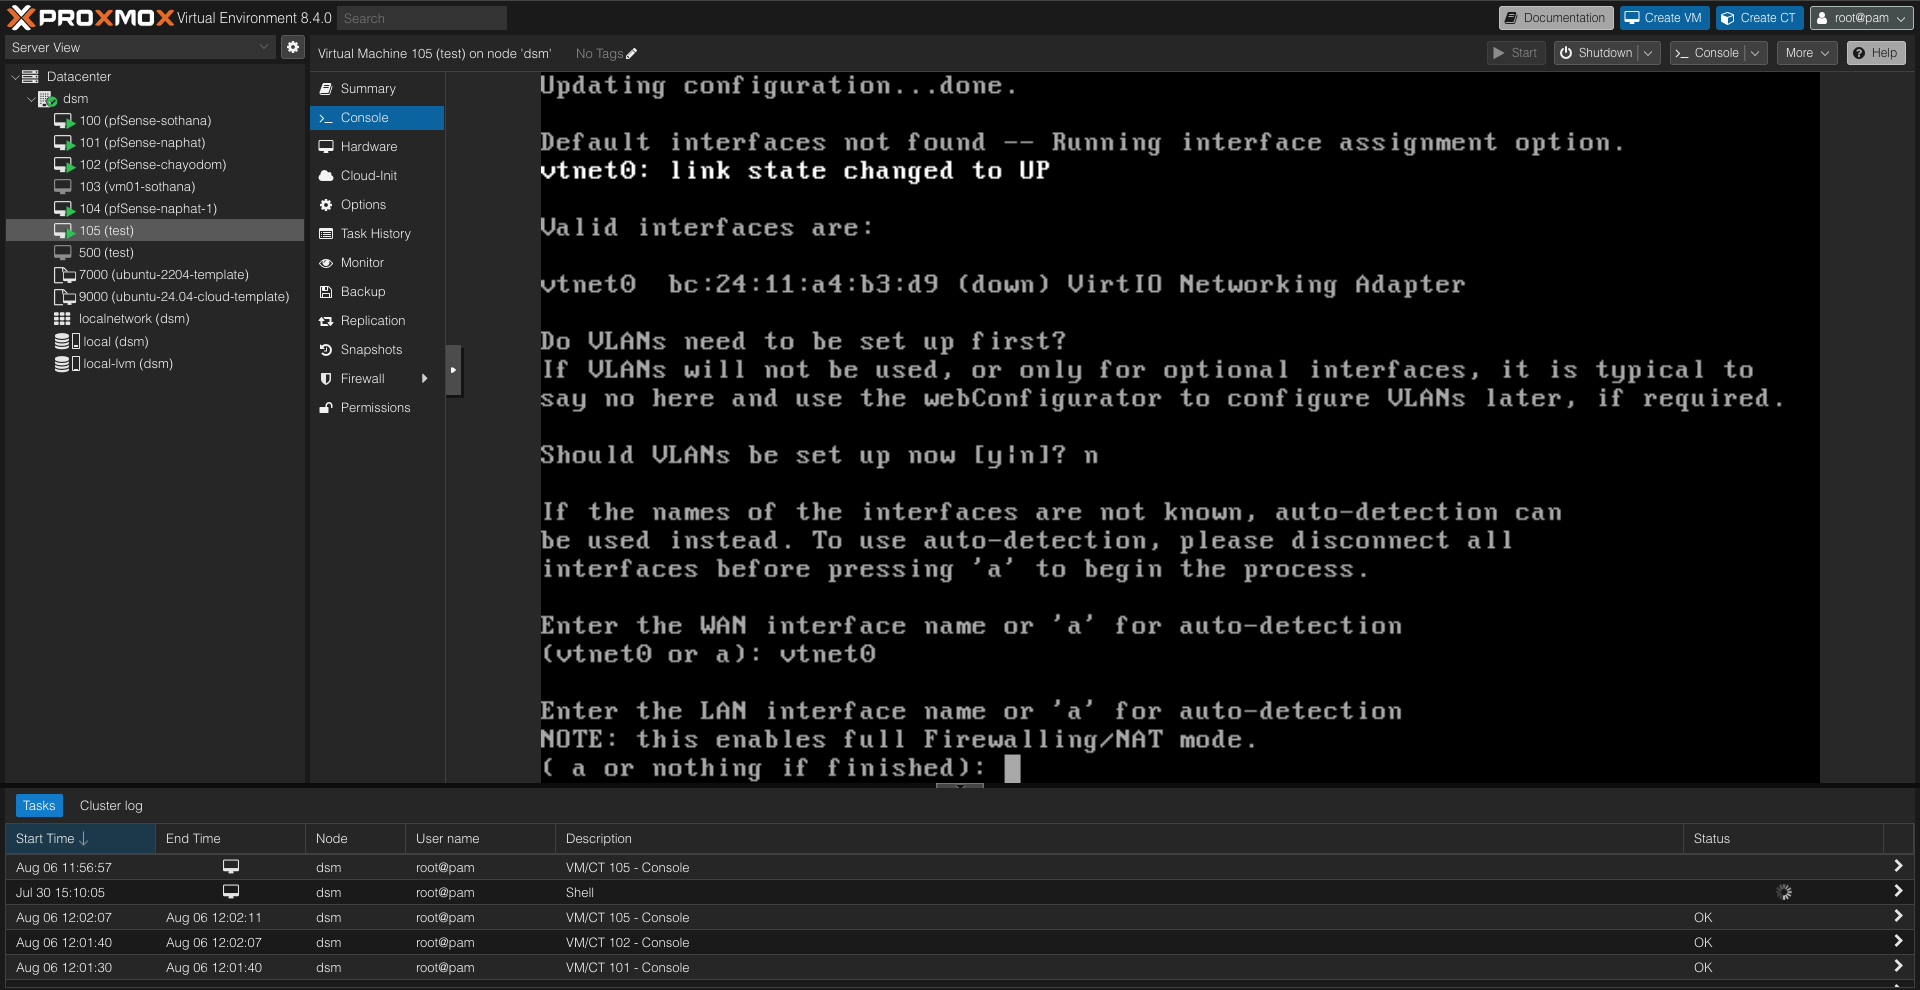 PROXMOX Virtual Environment 8.4.0 Search Documentation Create VM Create CT root@pam
Server View
Virtual Machine 105 (test) on node 'dsm' No Tags Start Shutdown Console More Help
Datacenter
dsm
100 (pfSense-sothana)
101 (pfSense-naphat)
102 (pfSense-chayodom)
103 (vm01-sothana)
104 (pfSense-naphat-1)
105 (test)
500 (test)
7000 (ubuntu-2204-template)
9000 (ubuntu-24.04-cloud-template)
localnetwork (dsm)
local (dsm)
local-lvm (dsm)
Summary
Console
Hardware
Cloud-Init
Options
Task History
Monitor
Backup
Replication
Snapshots
Firewall
Permissions
Updating configuration...done.
Default interfaces not found -- Running interface assignment option.
vtnet0: link state changed to UP
Valid interfaces are:
vtnet0 bc:24:11:a4:b3:d9 (down) VirtIO Networking Adapter
Do VLANs need to be set up first?
If VLANs will not be used, or only for optional interfaces, it is typical to
say no here and use the webConfigurator to configure VLANs later, if required.
Should VLANs be set up now [y|n]? n
If the names of the interfaces are not known, auto-detection can
be used instead. To use auto-detection, please disconnect all
interfaces before pressing 'a' to begin the process.
Enter the WAN interface name or 'a' for auto-detection
(vtnet0 or a): vtnet0
Enter the LAN interface name or 'a' for auto-detection
NOTE: this enables full Firewalling/NAT mode.
( a or nothing if finished):
Tasks Cluster log
Start Time End Time Node User name Description Status
Aug 06 11:56:57 dsm root@pam VM/CT 105 - Console
Jul 30 15:10:05 dsm root@pam Shell
Aug 06 12:02:07 Aug 06 12:02:11 dsm root@pam VM/CT 105 - Console OK
Aug 06 12:01:40 Aug 06 12:02:07 dsm root@pam VM/CT 102 - Console OK
Aug 06 12:01:30 Aug 06 12:01:40 dsm root@pam VM/CT 101 - Console OK